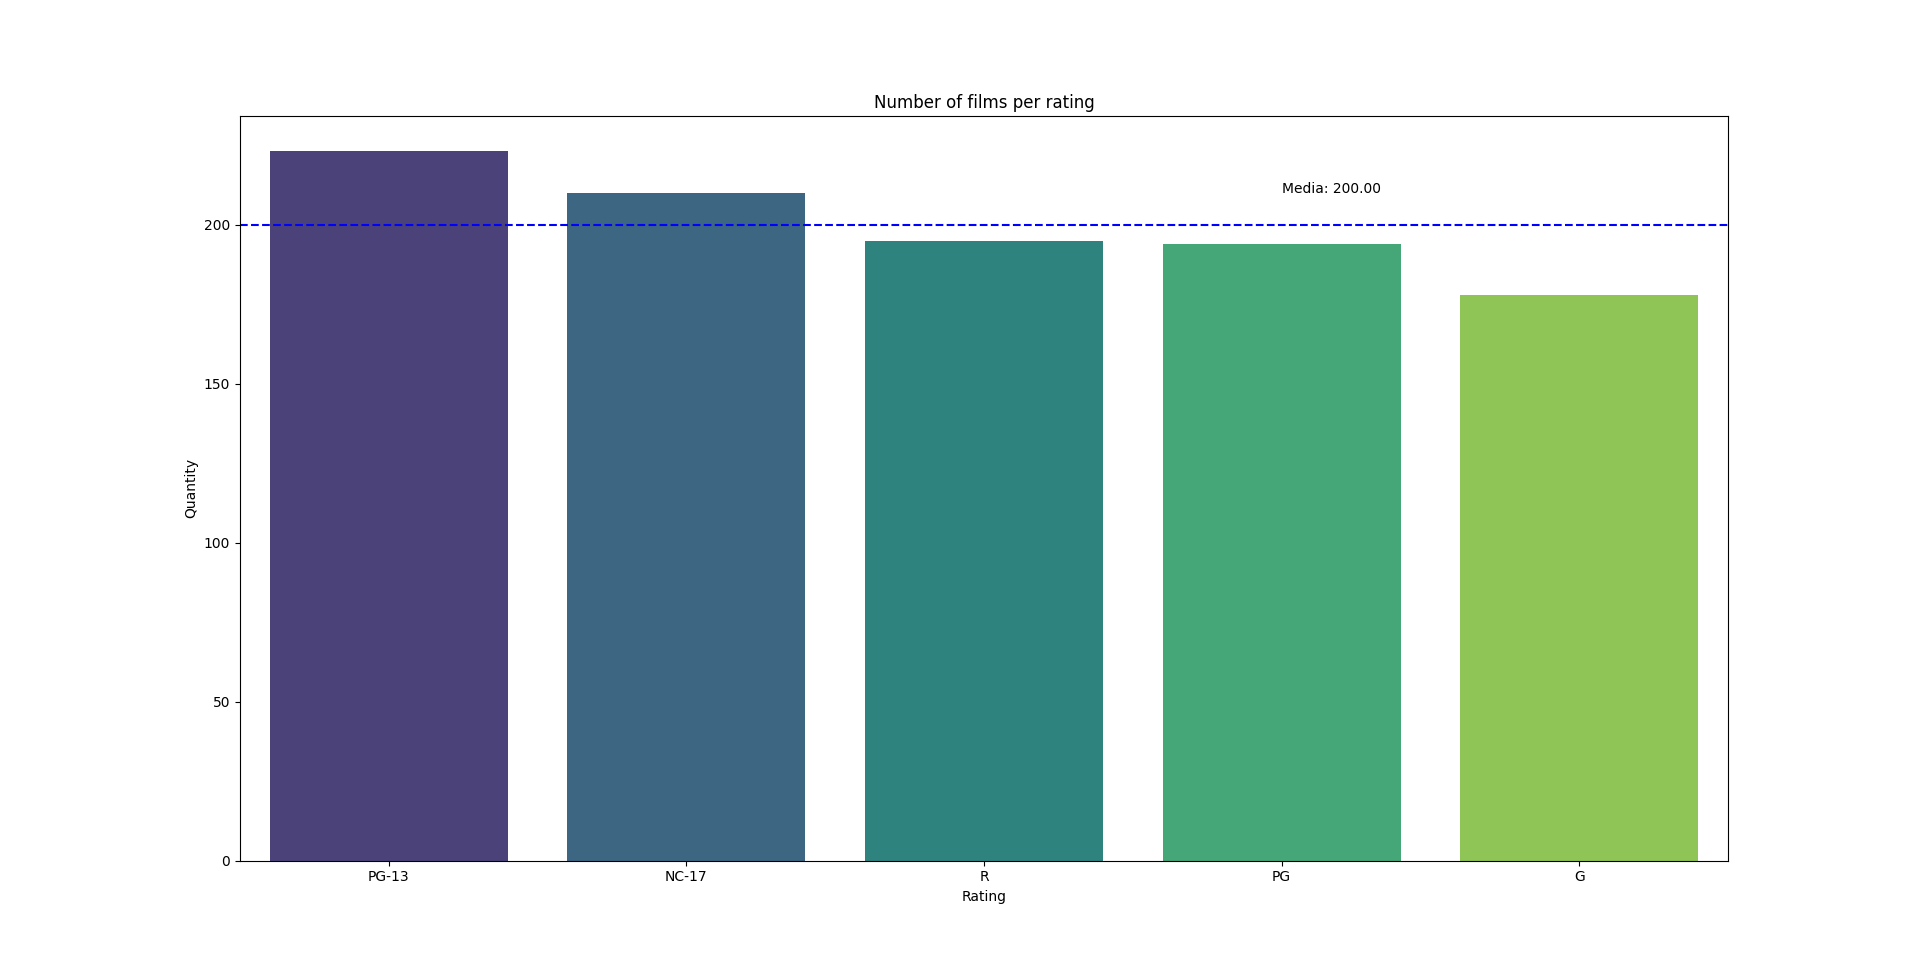 Number of films per rating
Media: 200.00
200
150
100
50
0
Quantity
PG-13
NC-17
R
PG
G
Rating